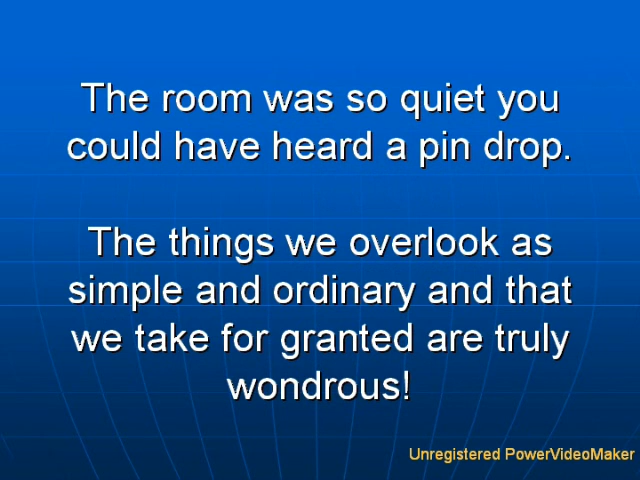 The room was so quiet you
could have heard a pin drop.
The things we overlook as
simple and ordinary and that
we take for granted are truly
wondrous!
Unregistered PowerVideoMaker